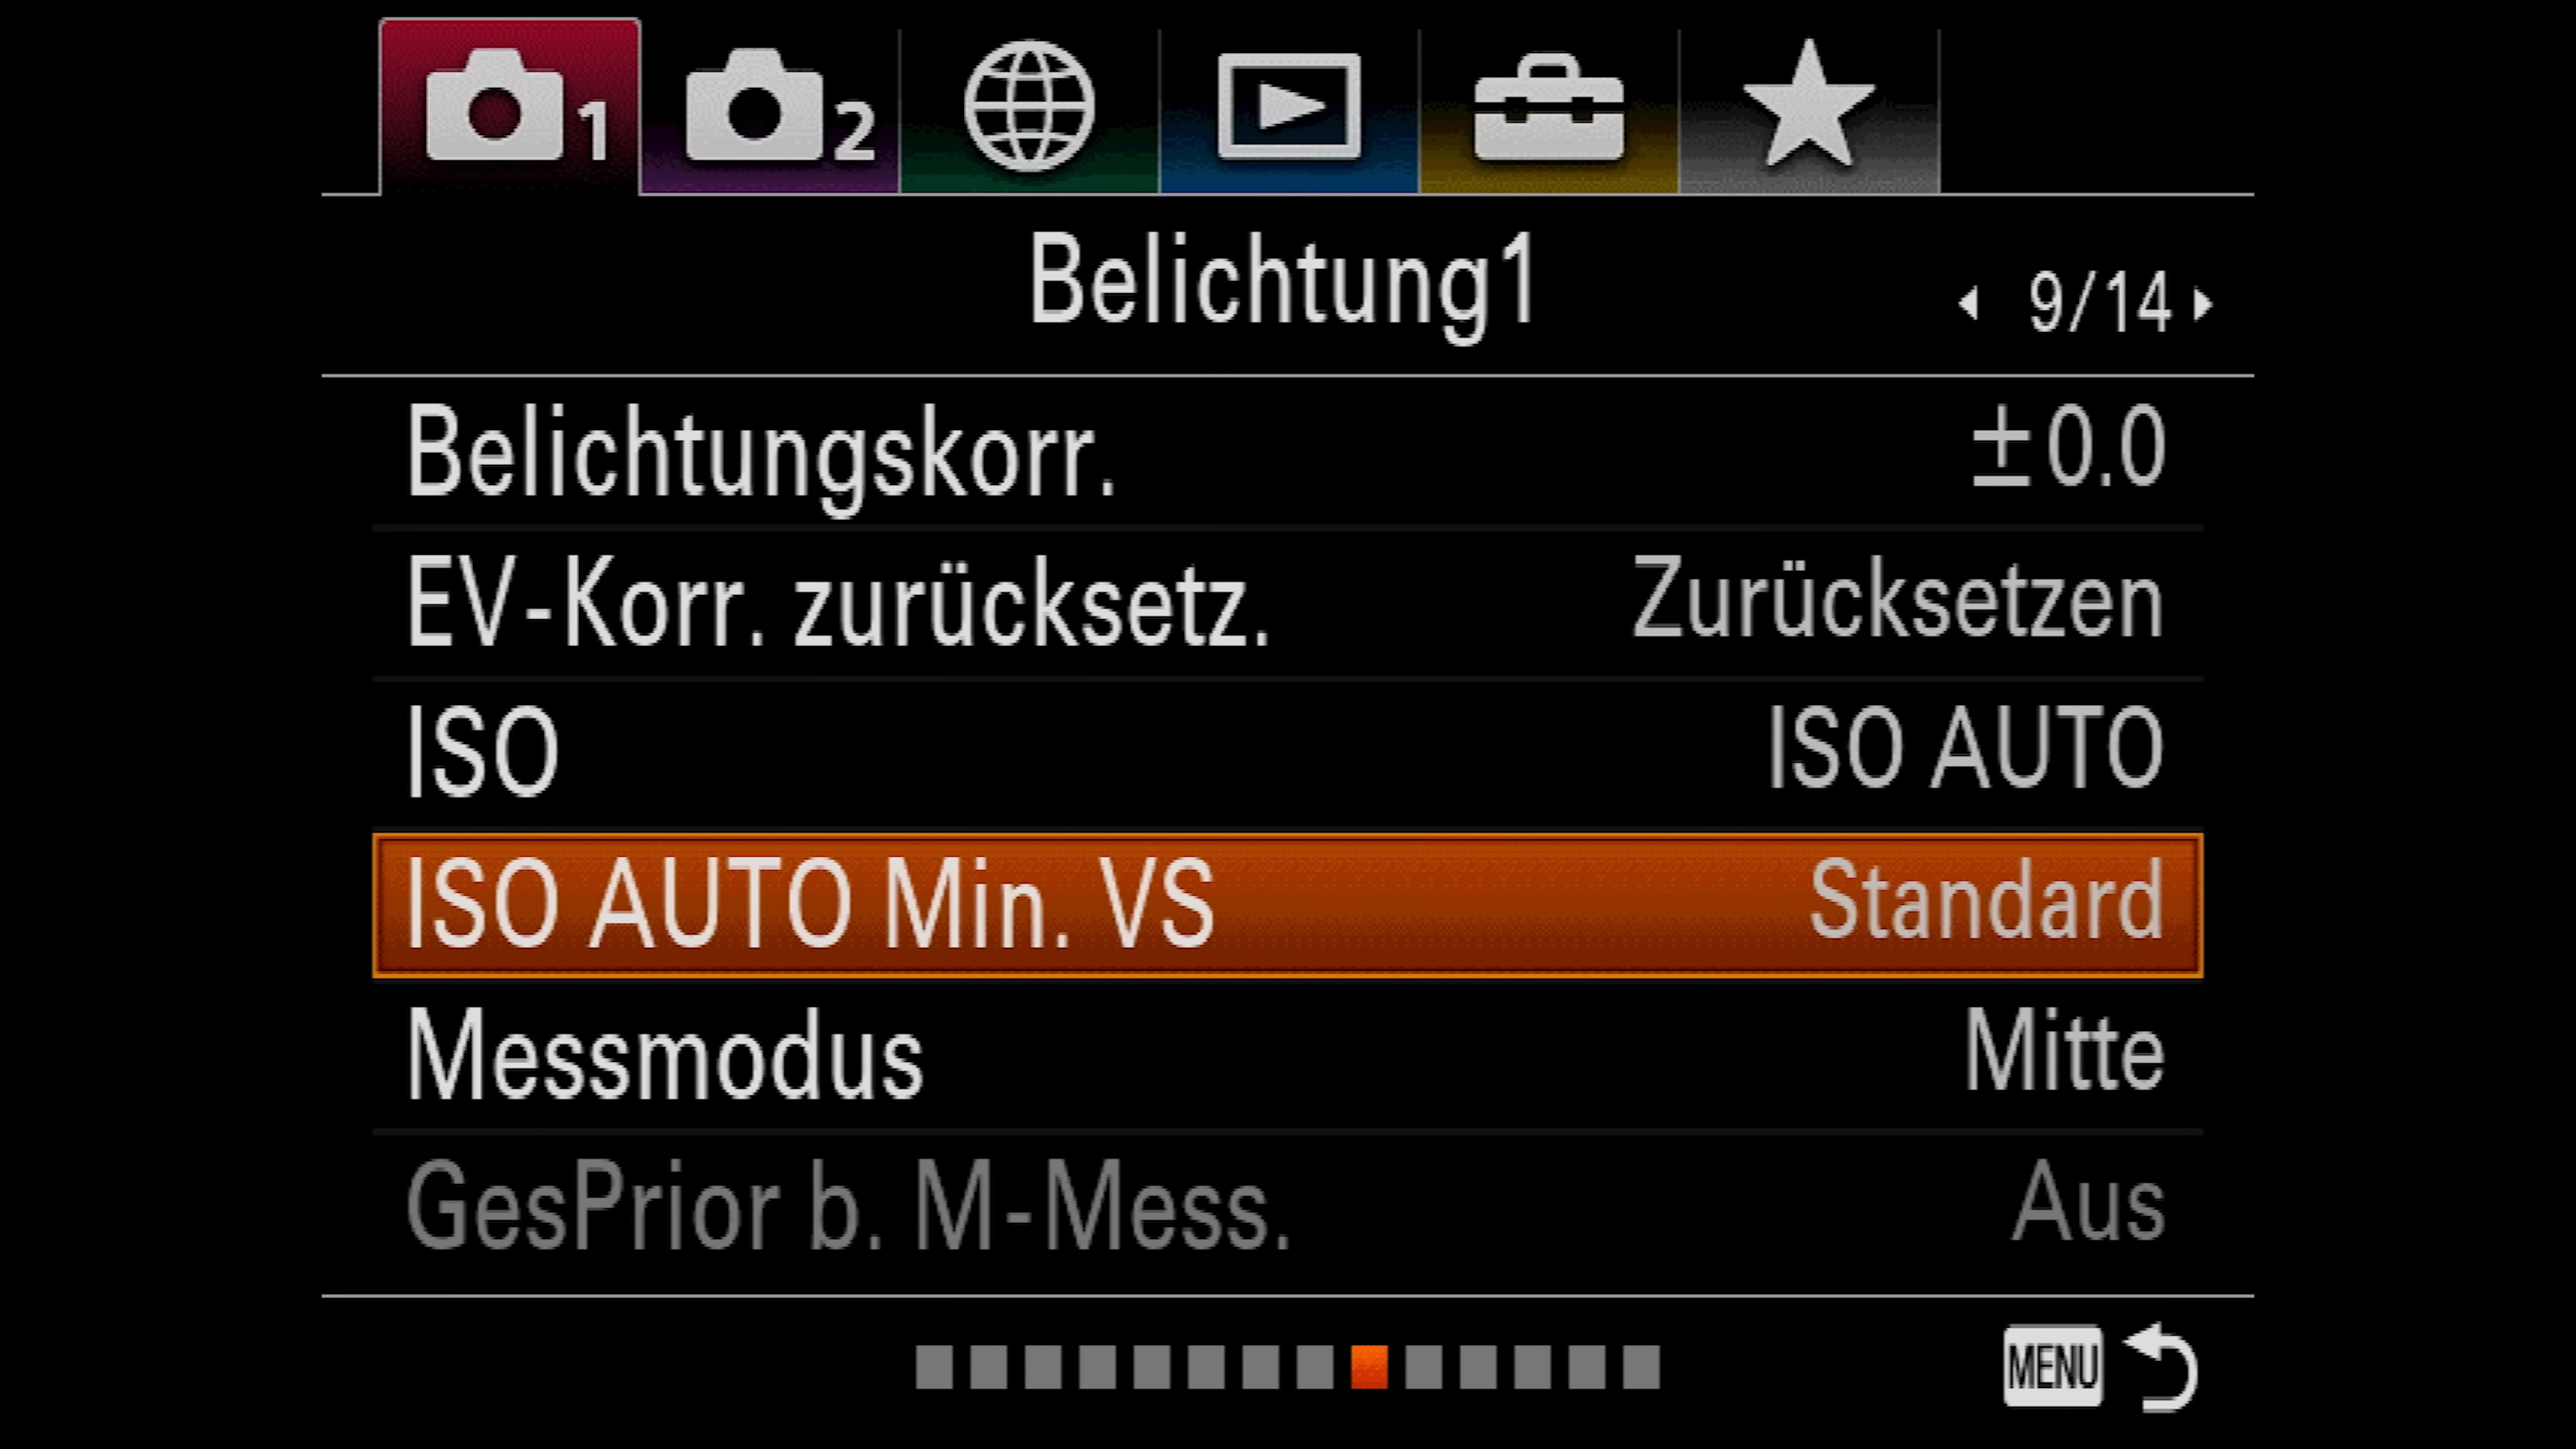 1 2
Belichtung1
9/14
Belichtungskorr. ±0.0
EV-Korr. zurücksetz. Zurücksetzen
ISO ISO AUTO
ISO AUTO Min. VS Standard
Messmodus Mitte
GesPrior b. M-Mess. Aus
MENU